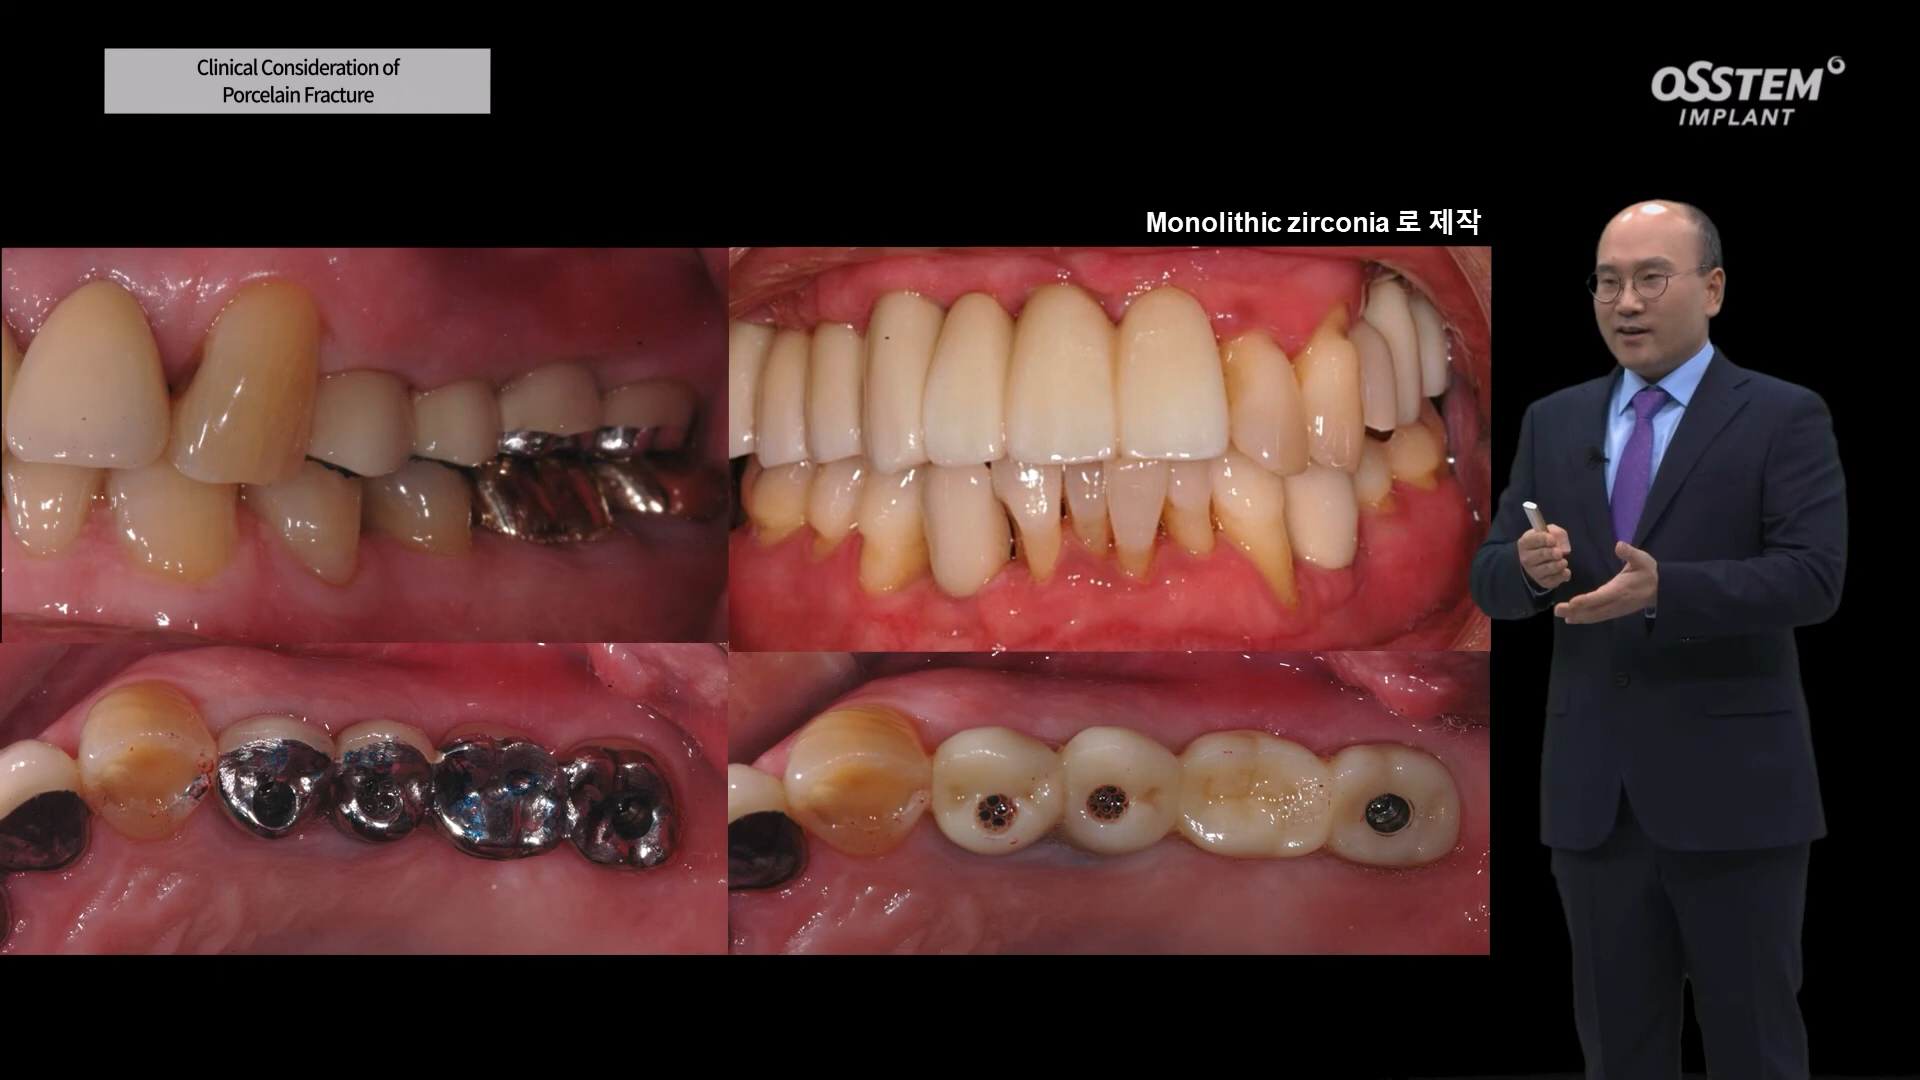 Clinical Consideration of
Porcelain Fracture
OSSTEM
IMPLANT
Monolithic zirconia 로 제작